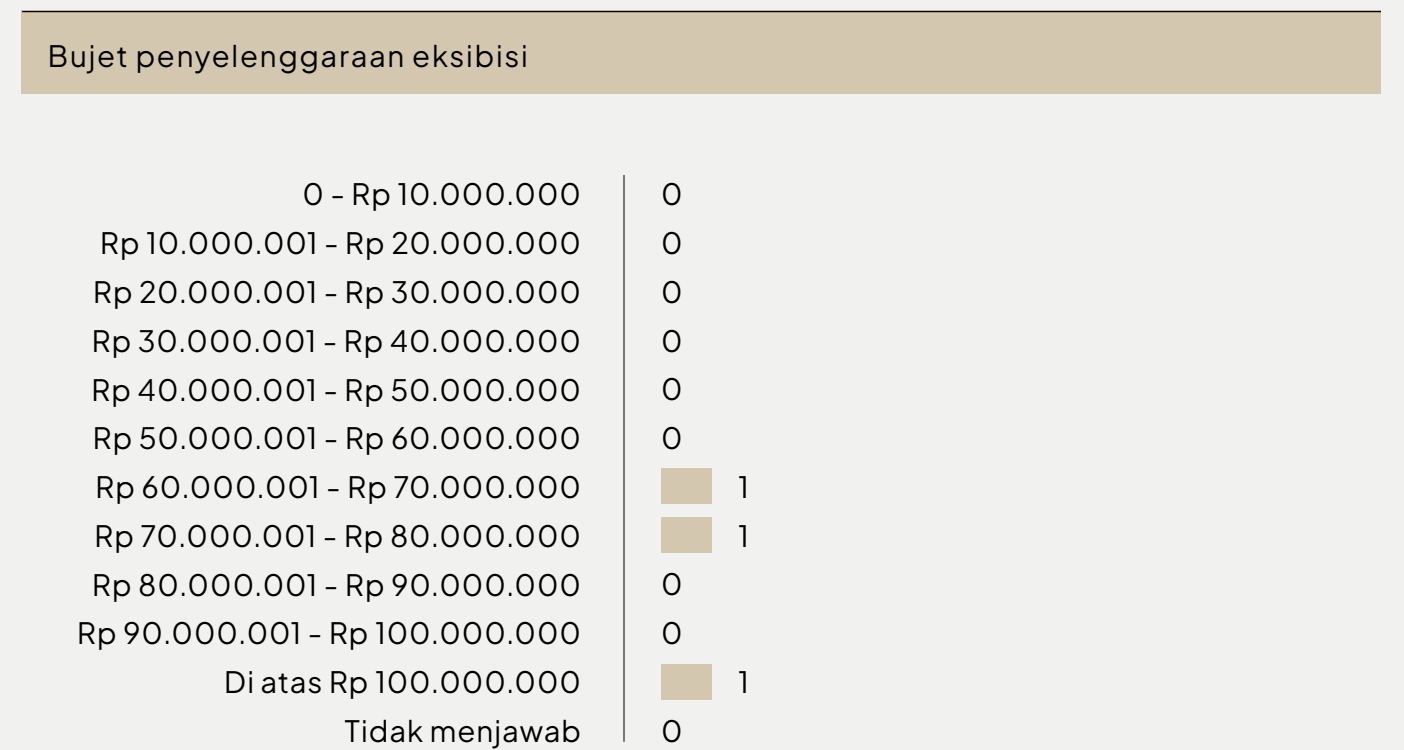 Bujet penyelenggaraan eksibisi
0 - Rp 10.000.000 0
Rp 10.000.001 - Rp 20.000.000 0
Rp 20.000.001 - Rp 30.000.000 0
Rp 30.000.001 - Rp 40.000.000 0
Rp 40.000.001 - Rp 50.000.000 0
Rp 50.000.001 - Rp 60.000.000 0
Rp 60.000.001 - Rp 70.000.000 1
Rp 70.000.001 - Rp 80.000.000 1
Rp 80.000.001 - Rp 90.000.000 0
Rp 90.000.001 - Rp 100.000.000 0
Di atas Rp 100.000.000 1
Tidak menjawab 0